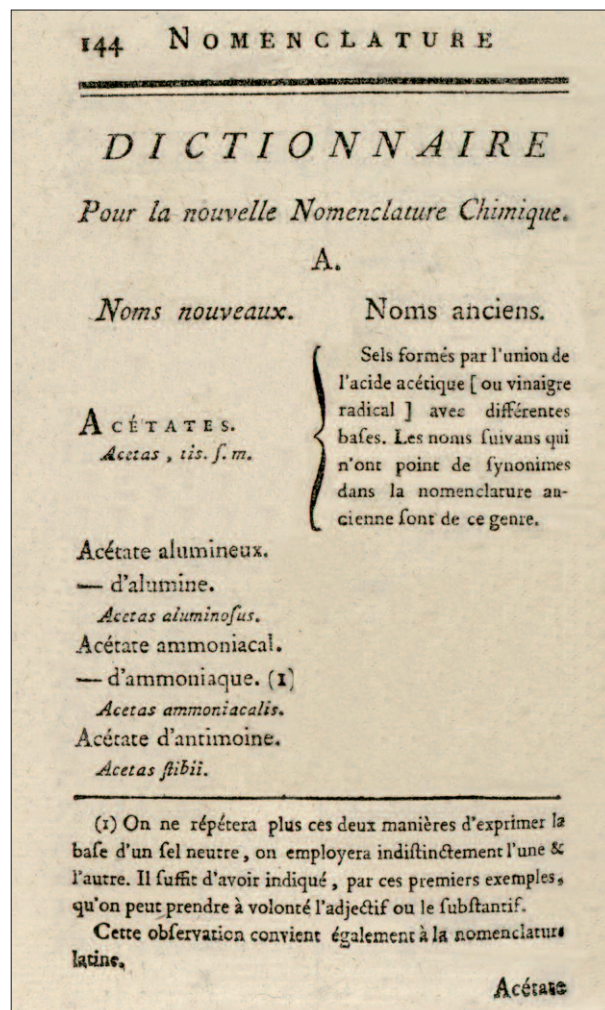 144 NOMENCLATURE
DICTIONNAIRE
Pour la nouvelle Nomenclature Chimique.
A.
Noms nouveaux. Noms anciens.
ACÉTATES.
Acetas, tis. ſ. m.
Sels formés par l'union de
l'acide acétique [ ou vinaigre
radical ] avec différentes
baſes. Les noms ſuivans qui
n'ont point de ſynonimes
dans la nomenclature an-
cienne ſont de ce genre.
Acétate alumineux.
— d'alumine.
Acetas aluminoſus.
Acétate ammoniacal.
— d'ammoniaque. (1)
Acetas ammoniacalis.
Acétate d'antimoine.
Acetas ſtibii.
(1) On ne répétera plus ces deux manières d'exprimer la
baſe d'un ſel neutre, on employera indiſtinctement l'une &
l'autre. Il ſuffit d'avoir indiqué, par ces premiers exemples,
qu'on peut prendre à volonté l'adjectif ou le ſubſtantif.
Cette obſervation convient également à la nomenclature
latine.
Acétate